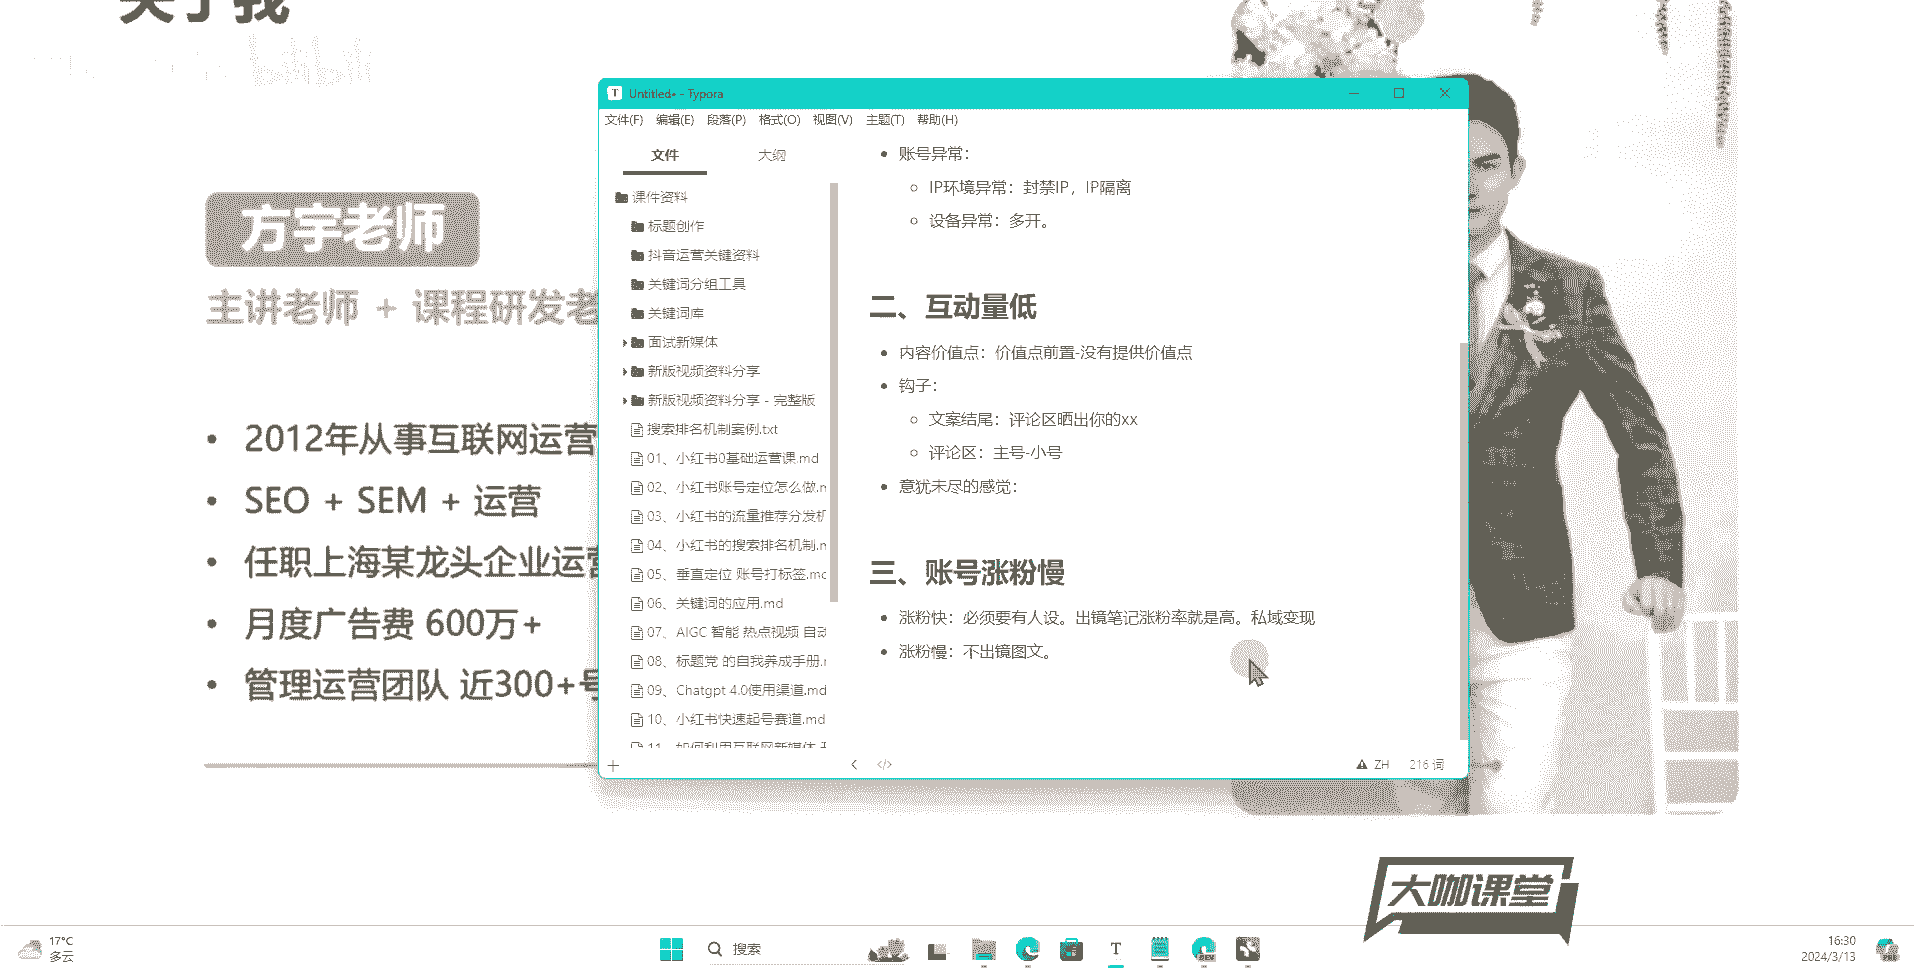 关于我
bilibili
方宇老师
主讲老师 + 课程研发老
• 2012年从事互联网运营
• SEO + SEM + 运营
• 任职上海某龙头企业运营
• 月度广告费 600万+
• 管理运营团队 近300+号
Untitled• - Typora
文件(F) 编辑(E) 段落(P) 格式(O) 视图(V) 主题(T) 帮助(H)
文件 大纲
课件资料
标题创作
抖音运营关键资料
关键词分组工具
关键词库
面试新媒体
新版视频资料分享
新版视频资料分享 - 完整版
搜索排名机制案例.txt
01、小红书0基础运营课.md
02、小红书账号定位怎么做.m
03、小红书的流量推荐分发机
04、小红书的搜索排名机制.m
05、垂直定位 账号打标签.md
06、关键词的应用.md
07、AIGC 智能 热点视频 自动
08、标题党 的自我养成手册.m
09、Chatgpt 4.0使用渠道.md
10、小红书快速起号赛道.md
11、如何利用互联网新媒体
• 账号异常：
IP环境异常：封禁IP，IP隔离
设备异常：多开。
二、互动量低
• 内容价值点：价值点前置-没有提供价值点
• 钩子：
文案结尾：评论区晒出你的xx
评论区：主号-小号
• 意犹未尽的感觉：
三、账号涨粉慢
• 涨粉快：必须要有人设。出镜笔记涨粉率就是高。私域变现
• 涨粉慢：不出镜图文。
ZH 216 词
大咖课堂
17°C
多云
搜索
16:30
2024/3/13